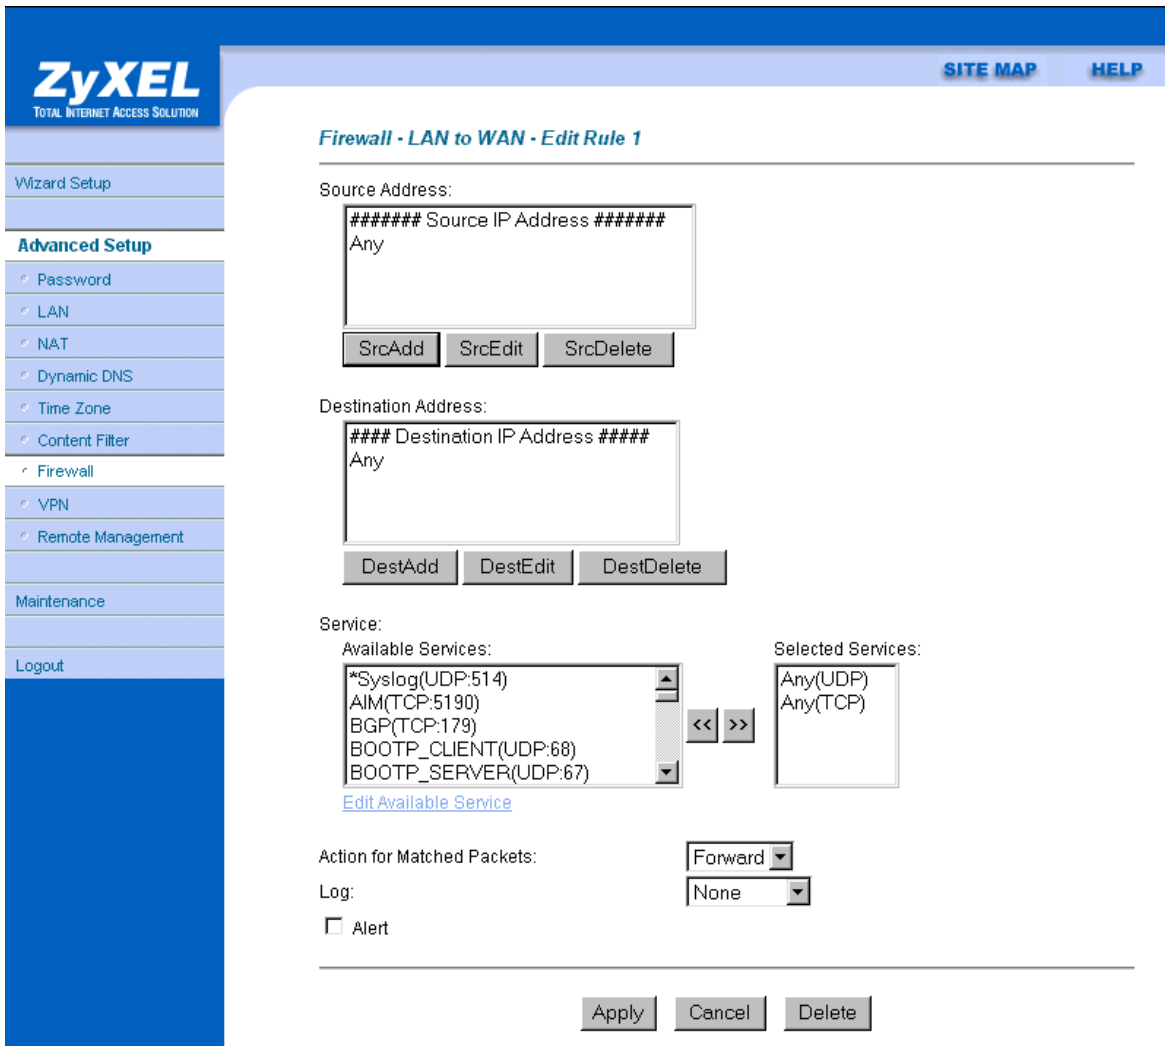 ZyXEL
TOTAL INTERNET ACCESS SOLUTION
SITE MAP
HELP
Wizard Setup
Advanced Setup
Password
LAN
NAT
Dynamic DNS
Time Zone
Content Filter
Firewall
VPN
Remote Management
Maintenance
Logout
Firewall - LAN to WAN - Edit Rule 1
Source Address:
####### Source IP Address #######
Any
SrcAdd
SrcEdit
SrcDelete
Destination Address:
#### Destination IP Address #####
Any
DestAdd
DestEdit
DestDelete
Service:
Available Services:
*Syslog(UDP:514)
AIM(TCP:5190)
BGP(TCP:179)
BOOTP_CLIENT(UDP:68)
BOOTP_SERVER(UDP:67)
<<
>>
Selected Services:
Any(UDP)
Any(TCP)
Edit Available Service
Action for Matched Packets:
Forward
Log:
None
Alert
Apply
Cancel
Delete